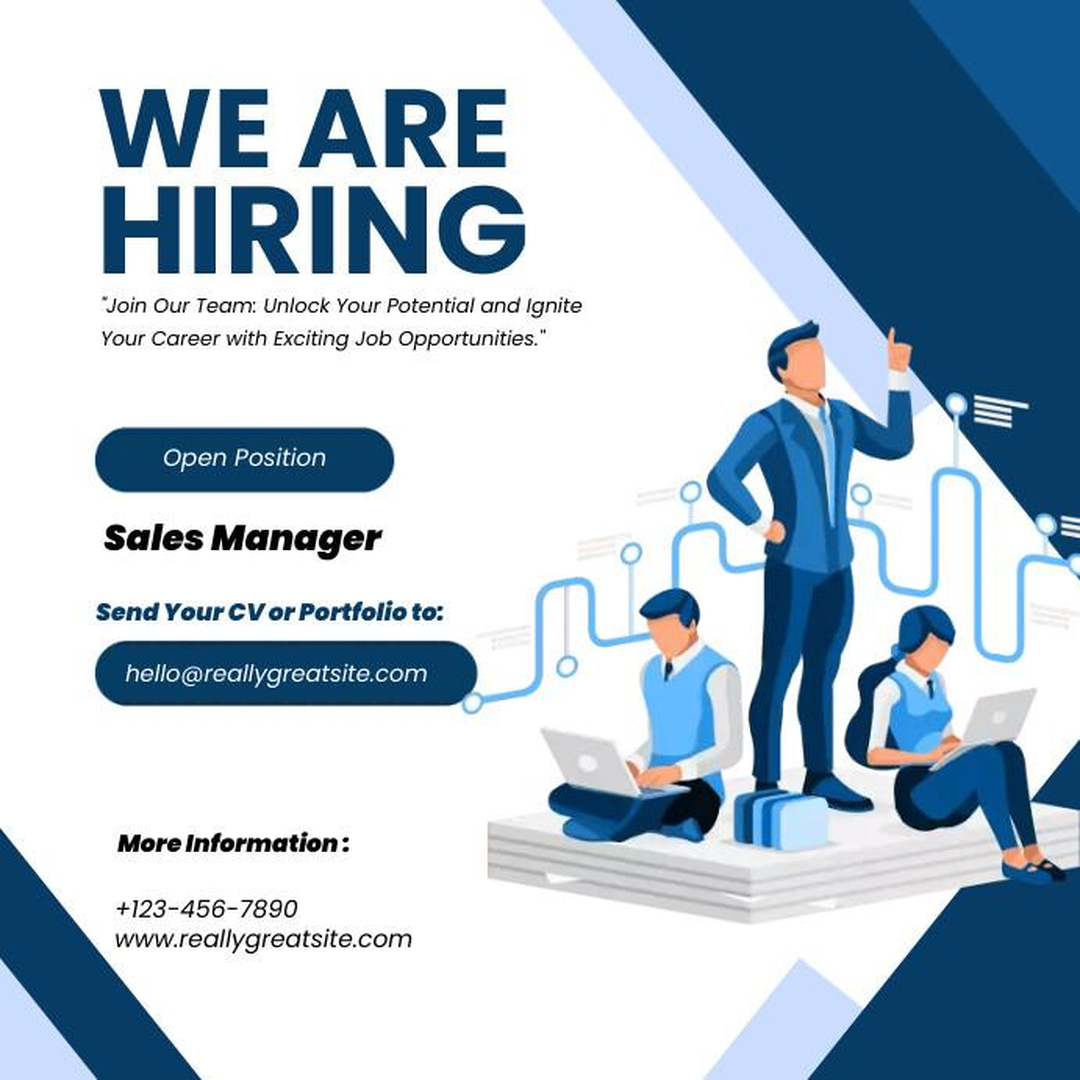 WE ARE
HIRING
"Join Our Team: Unlock Your Potential and Ignite
Your Career with Exciting Job Opportunities."
Open Position
Sales Manager
Send Your CV or Portfolio to:
hello@reallygreatsite.com
More Information :
+123-456-7890
www.reallygreatsite.com